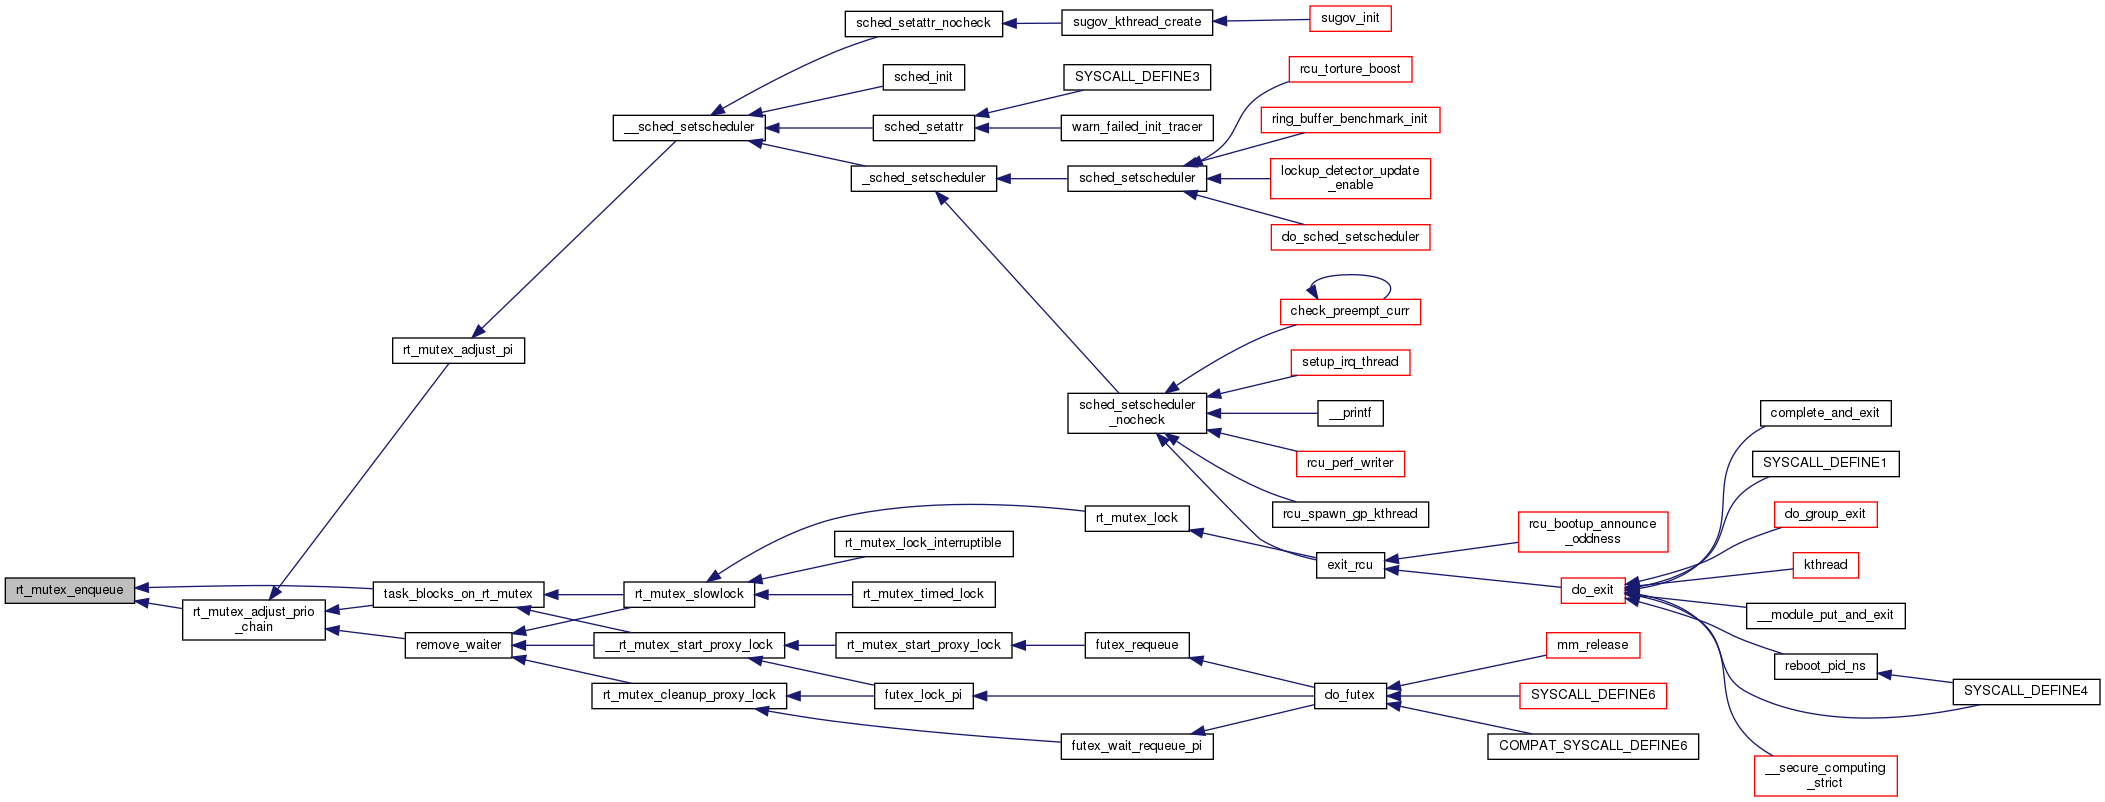 sched_setattr_nocheck
sugov_kthread_create
sugov_init
sched_init
SYSCALL_DEFINE3
rcu_torture_boost
__sched_setscheduler
sched_setattr
warn_failed_init_tracer
ring_buffer_benchmark_init
_sched_setscheduler
sched_setscheduler
lockup_detector_update
_enable
do_sched_setscheduler
check_preempt_curr
rt_mutex_adjust_pi
setup_irq_thread
sched_setscheduler
_nocheck
__printf
complete_and_exit
rcu_perf_writer
SYSCALL_DEFINE1
rcu_spawn_gp_kthread
rt_mutex_lock
rt_mutex_lock_interruptible
rcu_bootup_announce
_oddness
do_group_exit
exit_rcu
kthread
rt_mutex_enqueue
task_blocks_on_rt_mutex
rt_mutex_slowlock
rt_mutex_timed_lock
do_exit
rt_mutex_adjust_prio
_chain
__module_put_and_exit
remove_waiter
__rt_mutex_start_proxy_lock
rt_mutex_start_proxy_lock
futex_requeue
mm_release
reboot_pid_ns
rt_mutex_cleanup_proxy_lock
futex_lock_pi
do_futex
SYSCALL_DEFINE6
SYSCALL_DEFINE4
futex_wait_requeue_pi
COMPAT_SYSCALL_DEFINE6
__secure_computing
_strict